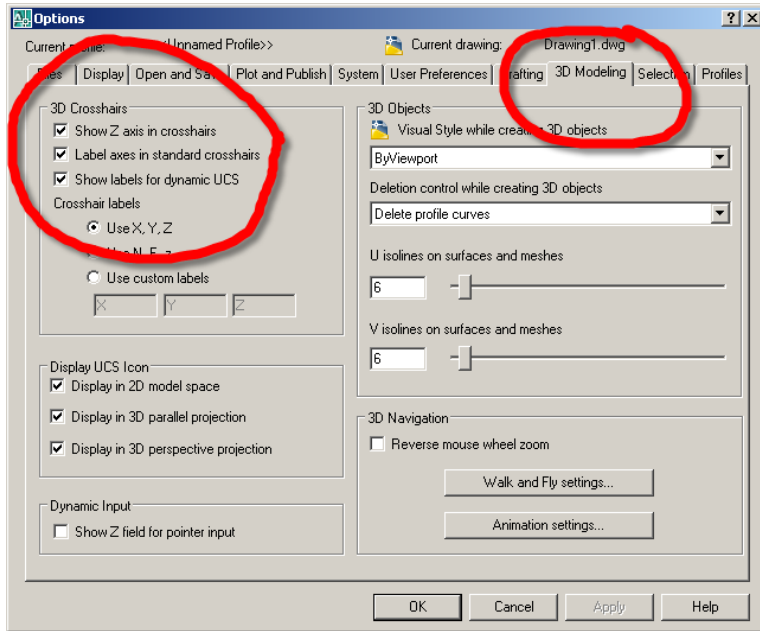 Options
Current profile: <<Unnamed Profile>> Current drawing: Drawing1.dwg
Files Display Open and Save Plot and Publish System User Preferences Drafting 3D Modeling Selection Profiles
3D Crosshairs
Show Z axis in crosshairs
Label axes in standard crosshairs
Show labels for dynamic UCS
Crosshair labels
Use X, Y, Z
Use N, E, z
Use custom labels
X Y Z
Display UCS Icon
Display in 2D model space
Display in 3D parallel projection
Display in 3D perspective projection
Dynamic Input
Show Z field for pointer input
3D Objects
Visual Style while creating 3D objects
ByViewport
Deletion control while creating 3D objects
Delete profile curves
U isolines on surfaces and meshes
6
V isolines on surfaces and meshes
6
3D Navigation
Reverse mouse wheel zoom
Walk and Fly settings...
Animation settings...
OK Cancel Apply Help